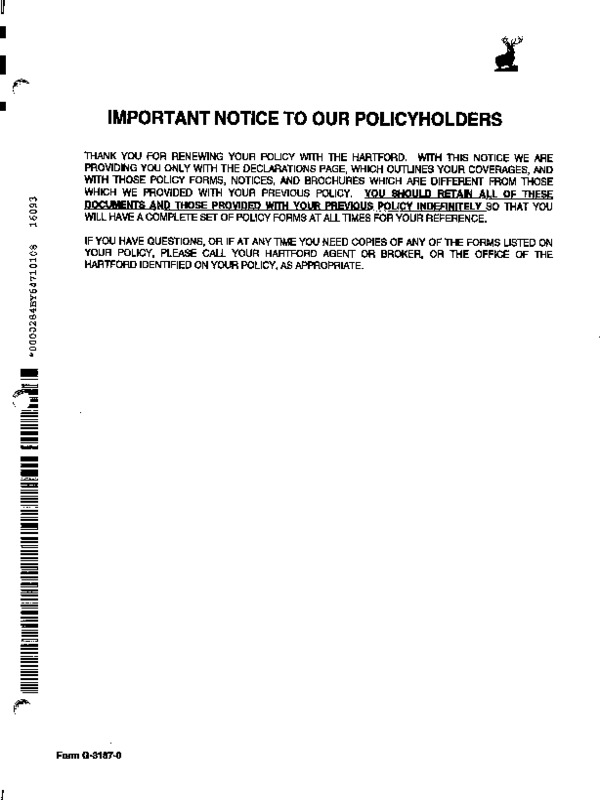 IMPORTANT NOTICE TO OUR POLICYHOLDERS
THANK YOU FOR RENEWING YOUR POLICY WITH THE HARTFORD. WITH THIS NOTICE WE ARE
PROVIDING YOU ONLY WITH THE DECLARATIONS PAGE, WHICH OUTLINES YOUR COVERAGES, AND
WITH THOSE POLICY FORMS, NOTICES, AND BROCHURES WHICH ARE DIFFERENT FROM THOSE
WHICH WE PROVIDED WITH YOUR PREVIOUS POLICY. YOU SHOULD RETAIN ALL OF THESE
DOCUMENTS AND THOSE PROVIDED WITH YOUR PREVIOUS POLICY INDEFINITELY SO THAT YOU
WILL HAVE A COMPLETE SET OF POLICY FORMS AT ALL TIMES FOR YOUR REFERENCE.
IF YOU HAVE QUESTIONS, OR IF AT ANY TIME YOU NEED COPIES OF ANY OF THE FORMS LISTED ON
YOUR POLICY, PLEASE CALL YOUR HARTFORD AGENT OR BROKER, OR THE OFFICE OF THE
HARTFORD IDENTIFIED ON YOUR POLICY, AS APPROPRIATE.
16093
Form G-3187-0